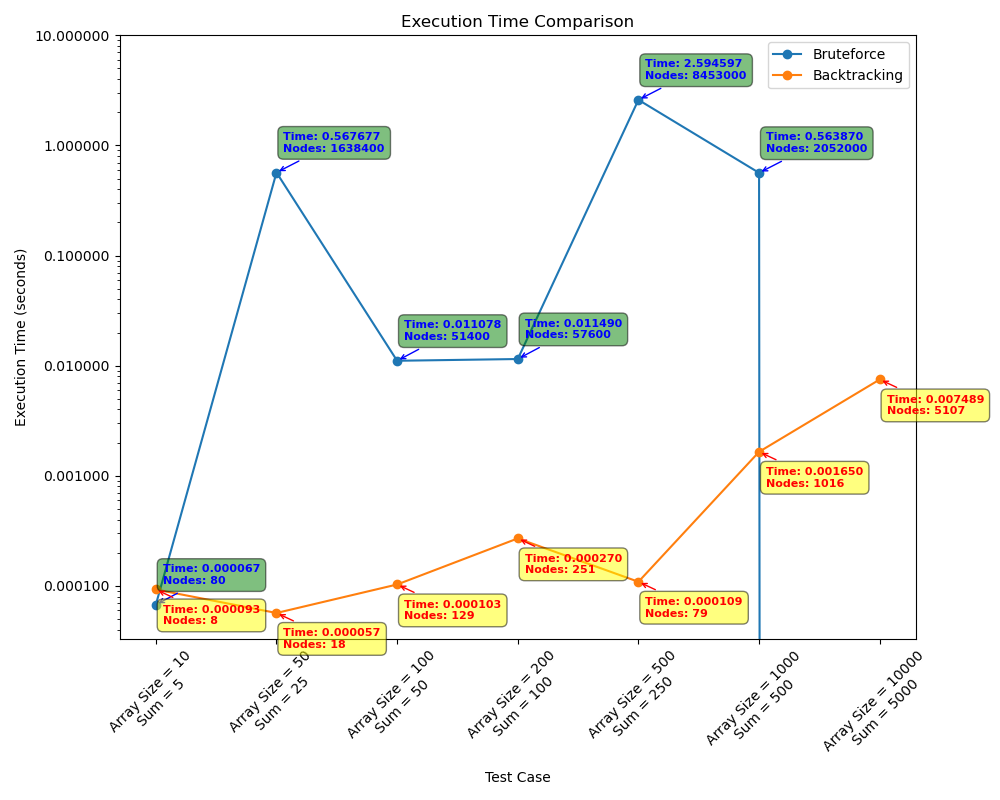 Execution Time Comparison
Bruteforce
Backtracking
Execution Time (seconds)
10.000000
1.000000
0.100000
0.010000
0.001000
0.000100
Time: 0.000067
Nodes: 80
Time: 0.567677
Nodes: 1638400
Time: 0.011078
Nodes: 51400
Time: 0.011490
Nodes: 57600
Time: 2.594597
Nodes: 8453000
Time: 0.563870
Nodes: 2052000
Time: 0.000093
Nodes: 8
Time: 0.000057
Nodes: 18
Time: 0.000103
Nodes: 129
Time: 0.000270
Nodes: 251
Time: 0.000109
Nodes: 79
Time: 0.001650
Nodes: 1016
Time: 0.007489
Nodes: 5107
Array Size = 10
Sum = 5
Array Size = 50
Sum = 25
Array Size = 100
Sum = 50
Array Size = 200
Sum = 100
Array Size = 500
Sum = 250
Array Size = 1000
Sum = 500
Array Size = 10000
Sum = 5000
Test Case